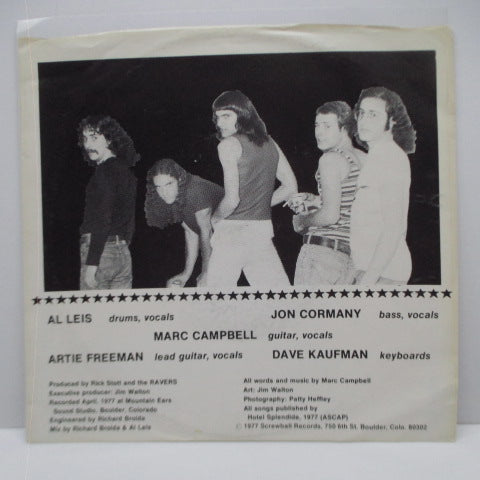 AL LEIS drums, vocals JON CORMANY bass, vocals
MARC CAMPBELL guitar, vocals
ARTIE FREEMAN lead guitar, vocals DAVE KAUFMAN keyboards
Produced by Rick Stott and the RAVERS
Executive producer: Jim Walton
Recorded April, 1977 at Mountain Ears
Sound Studio. Boulder, Colorado
Engineered by Richard Broida
Mix by Richard Broida & Al Leis
All words and music by Marc Campbell
Art: Jim Walton
Photography: Patty Heffley
All songs published by
Hotel Splendide, 1977 (ASCAP)
© 1977 Screwball Records, 750 6th St. Boulder, Colo. 80302